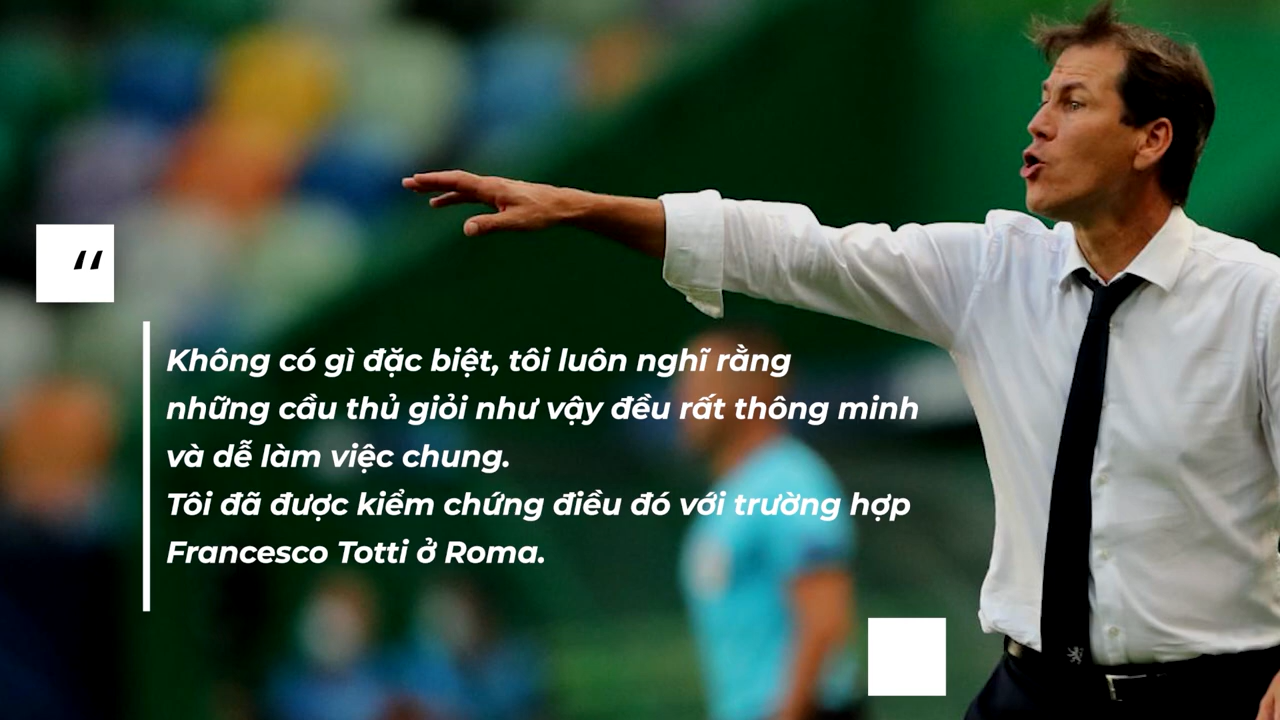 “
Không có gì đặc biệt, tôi luôn nghĩ rằng
những cầu thủ giỏi như vậy đều rất thông minh
và dễ làm việc chung.
Tôi đã được kiểm chứng điều đó với trường hợp
Francesco Totti ở Roma.